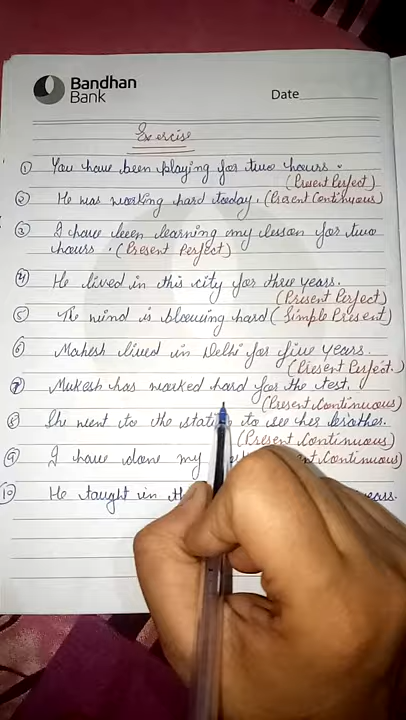 Bandhan
Bank
Date
Exercise
① You have been playing for two hours.
(Present Perfect)
② He was working hard today. (Present Continuous)
③ I have been learning my lesson for two
hours. (Present Perfect)
④ He lived in this city for three years.
(Present Perfect)
⑤ The wind is blowing hard (Simple Present)
⑥ Mahesh lived in Delhi for five years.
(Present Perfect.)
⑦ Mukesh has worked hard for the test.
(Present Continuous)
⑧ She went to the to see her brother.
(Present Continuous)
⑨ I have done my Continuous)
⑩ He taught in years.